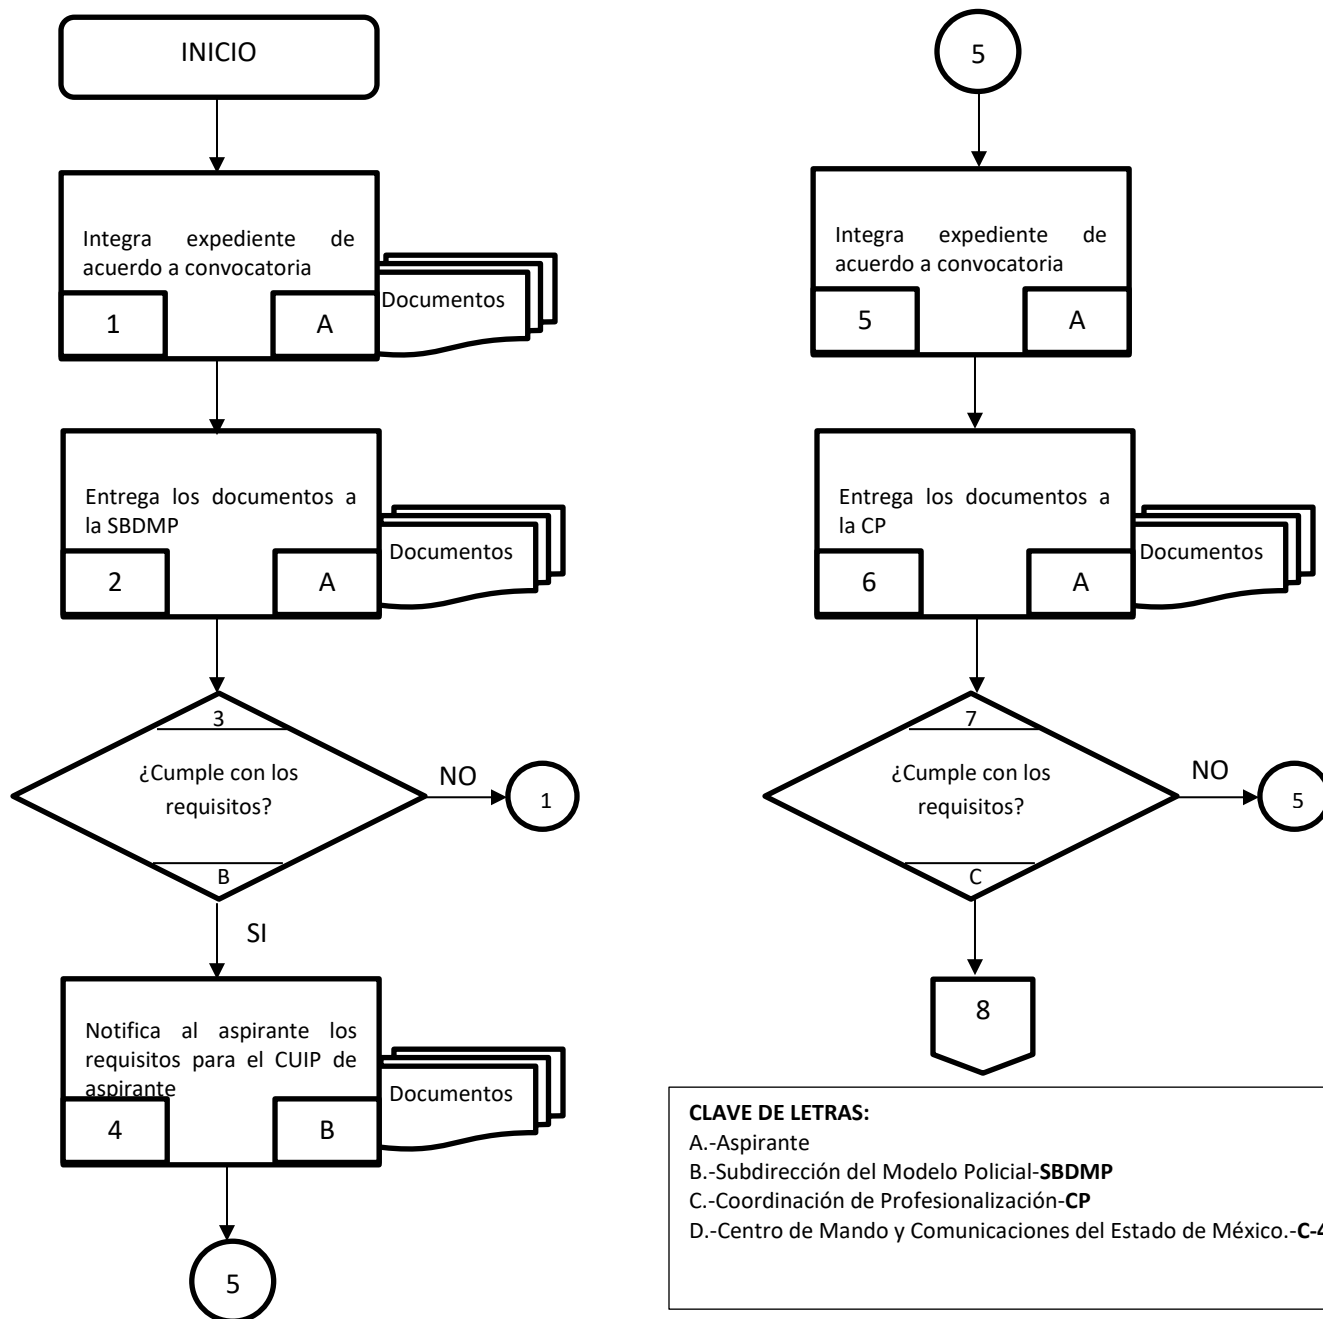 INICIO
Integra expediente de
acuerdo a convocatoria
Documentos
1
A
Entrega los documentos a
la SBDMP
Documentos
2
A
3
¿Cumple con los
requisitos?
B
NO
1
SI
Notifica al aspirante los
requisitos para el CUIP de
aspirante
Documentos
4
B
5
5
Integra expediente de
acuerdo a convocatoria
5
A
Entrega los documentos a
la CP
Documentos
6
A
7
¿Cumple con los
requisitos?
C
NO
5
8
CLAVE DE LETRAS:
A.-Aspirante
B.-Subdirección del Modelo Policial-SBDMP
C.-Coordinación de Profesionalización-CP
D.-Centro de Mando y Comunicaciones del Estado de México.-C-4